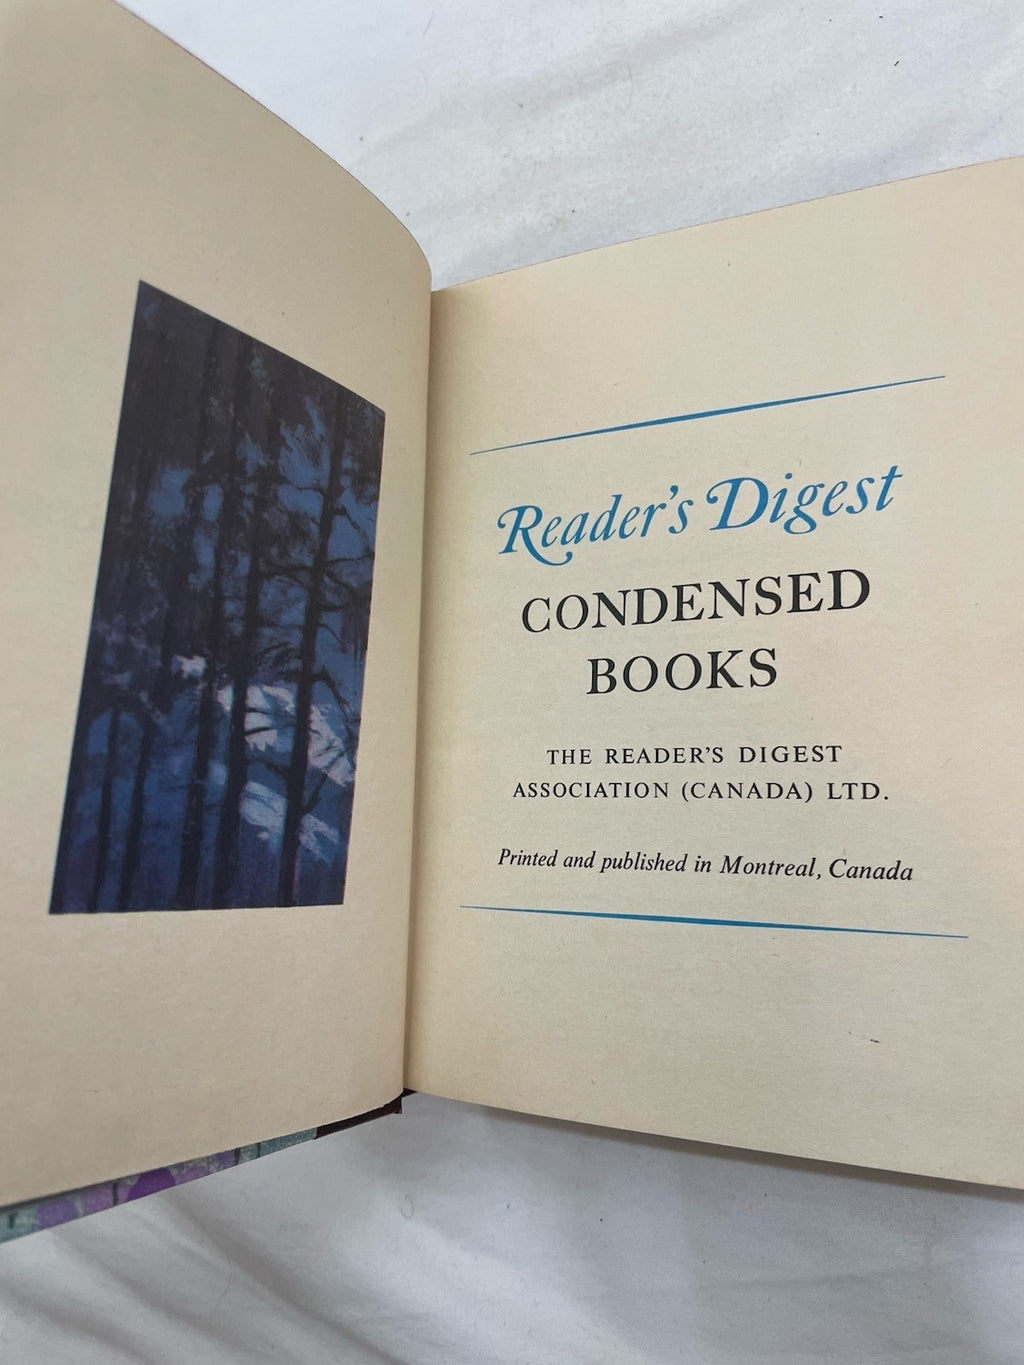 Reader's Digest
CONDENSED
BOOKS
THE READER'S DIGEST
ASSOCIATION (CANADA) LTD.
Printed and published in Montreal, Canada